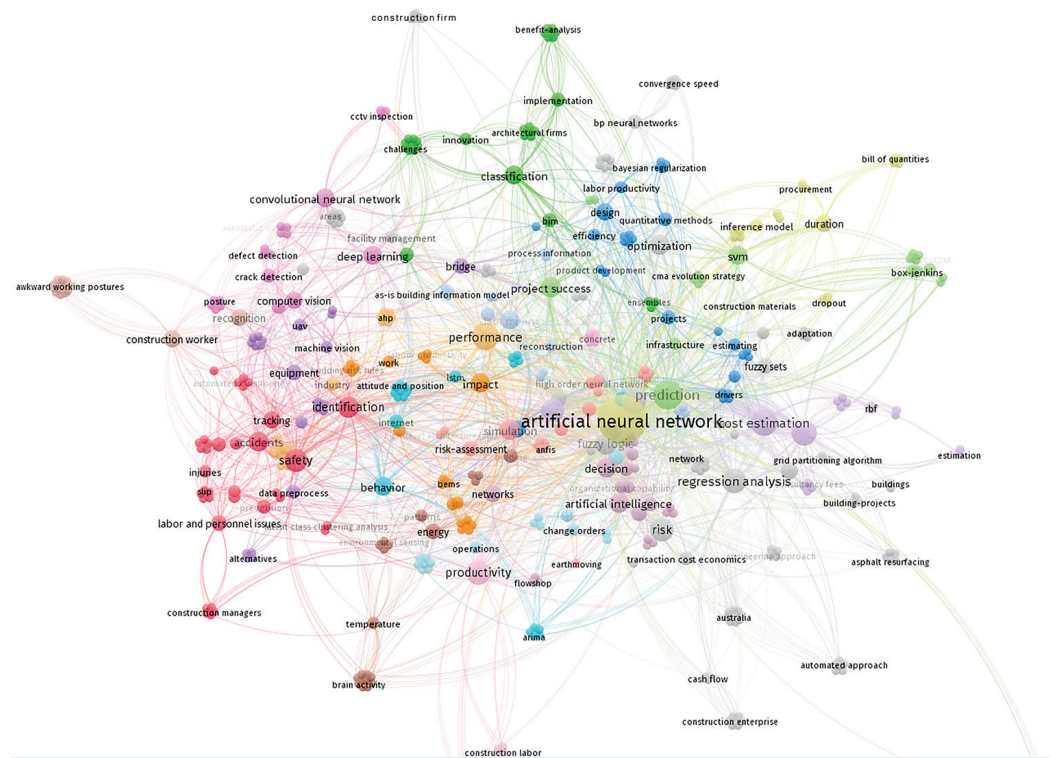 construction firm
benefit-analysis
convergence speed
implementation
cctv inspection
bp neural networks
architectural firms
innovation
challenges
bill of quantities
bayesian regularization
classification
labor productivity
procurement
convolutional neural network
areas
design
bim
quantitative methods
duration
inference model
efficiency
facility management
optimization
process information
defect detection
deep learning
svm
bridge
product development
box-jenkins
crack detection
cma evolution strategy
awkward working postures
project success
as-is building information model
posture
computer vision
ensembles
construction materials
dropout
recognition
ahp
projects
uav
construction worker
performance
concrete
adaptation
machine vision
reconstruction
infrastructure
estimating
work
fuzzy sets
equipment
lstm
industry
attitude and position
impact
high order neural network
prediction
drivers
identification
rbf
tracking
internet
artificial neural network
cost estimation
simulation
accidents
fuzzy logic
risk-assessment
anfis
estimation
safety
network
grid partitioning algorithm
decision
injuries
regression analysis
bems
buildings
behavior
organizational capability
slip
data preprocess
networks
building-projects
artificial intelligence
prevention
labor and personnel issues
patterns
energy
change orders
risk
environmental sensing
operations
alternatives
transaction cost economics
engineering approach
earthmoving
asphalt resurfacing
productivity
flowshop
construction managers
australia
temperature
arima
automated approach
cash flow
brain activity
construction enterprise
construction labor